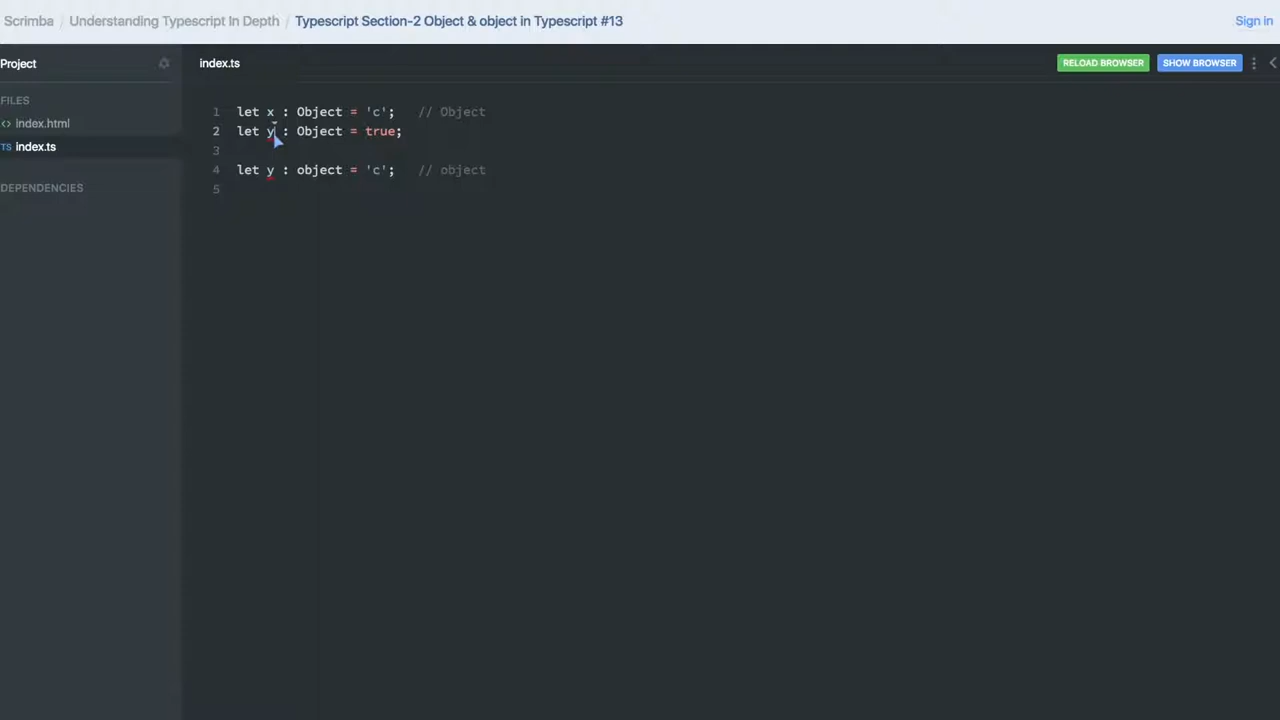 Scrimba / Understanding Typescript In Depth / Typescript Section-2 Object & object in Typescript #13 Sign in
Project
index.ts
RELOAD BROWSER SHOW BROWSER
FILES
<> index.html
TS index.ts
DEPENDENCIES
1 let x : Object = 'c'; // Object
2 let y : Object = true;
3
4 let y : object = 'c'; // object
5